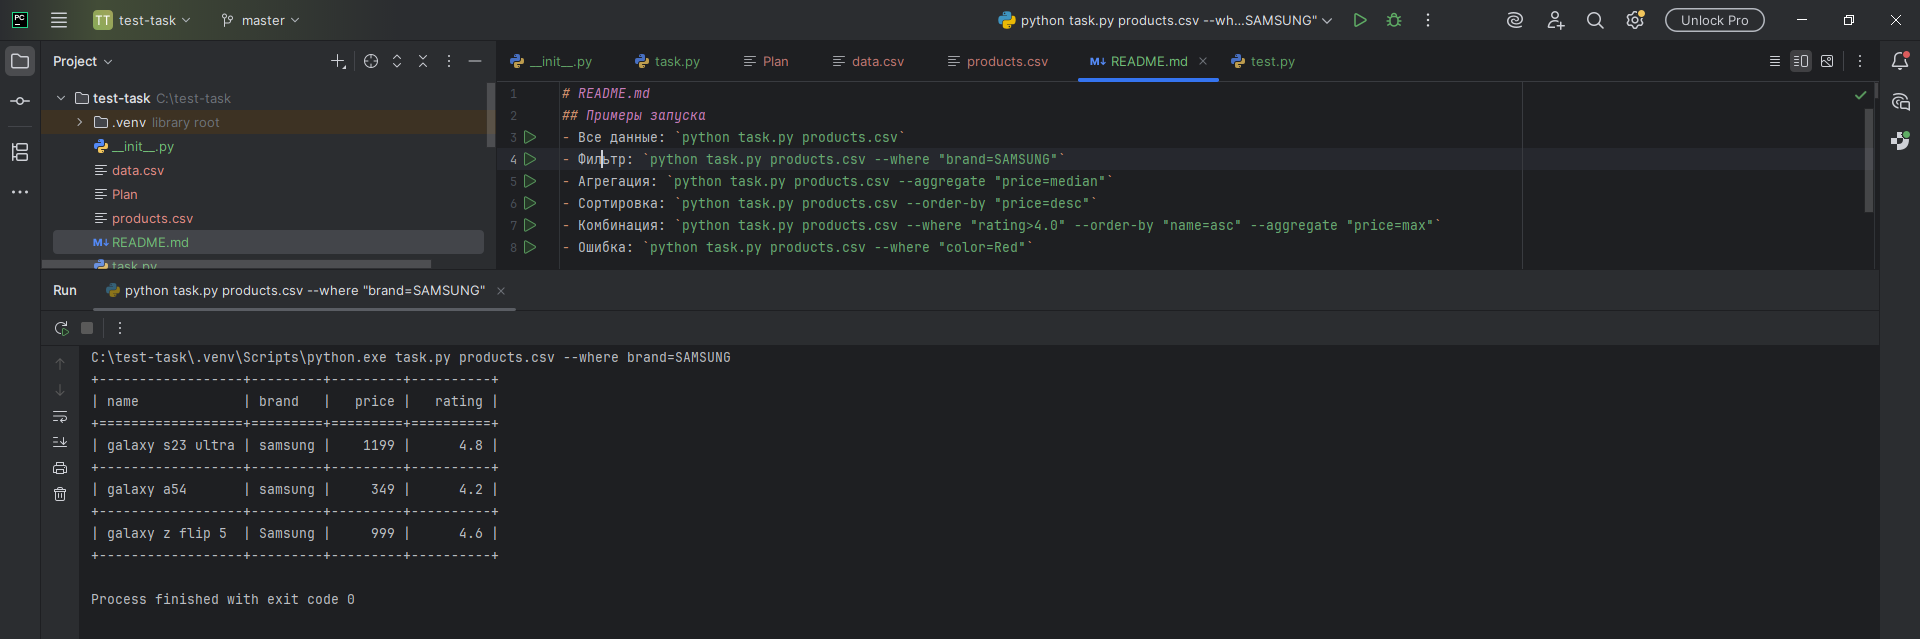 PC
TT test-task
master
python task.py products.csv --wh...SAMSUNG"
Unlock Pro
Project
__init__.py
task.py
Plan
data.csv
products.csv
M↓ README.md
test.py
test-task C:\test-task
.venv library root
__init__.py
data.csv
Plan
products.csv
M↓ README.md
task.py
1 # README.md
2 ## Примеры запуска
3 - Все данные: `python task.py products.csv`
4 - Фильтр: `python task.py products.csv --where "brand=SAMSUNG"`
5 - Агрегация: `python task.py products.csv --aggregate "price=median"`
6 - Сортировка: `python task.py products.csv --order-by "price=desc"`
7 - Комбинация: `python task.py products.csv --where "rating>4.0" --order-by "name=asc" --aggregate "price=max"`
8 - Ошибка: `python task.py products.csv --where "color=Red"`
Run
python task.py products.csv --where "brand=SAMSUNG"
C:\test-task\.venv\Scripts\python.exe task.py products.csv --where brand=SAMSUNG
+------------------+---------+---------+----------+
| name             | brand   |   price |   rating |
+==================+=========+=========+==========+
| galaxy s23 ultra | samsung |    1199 |      4.8 |
+------------------+---------+---------+----------+
| galaxy a54       | samsung |     349 |      4.2 |
+------------------+---------+---------+----------+
| galaxy z flip 5  | Samsung |     999 |      4.6 |
+------------------+---------+---------+----------+
Process finished with exit code 0